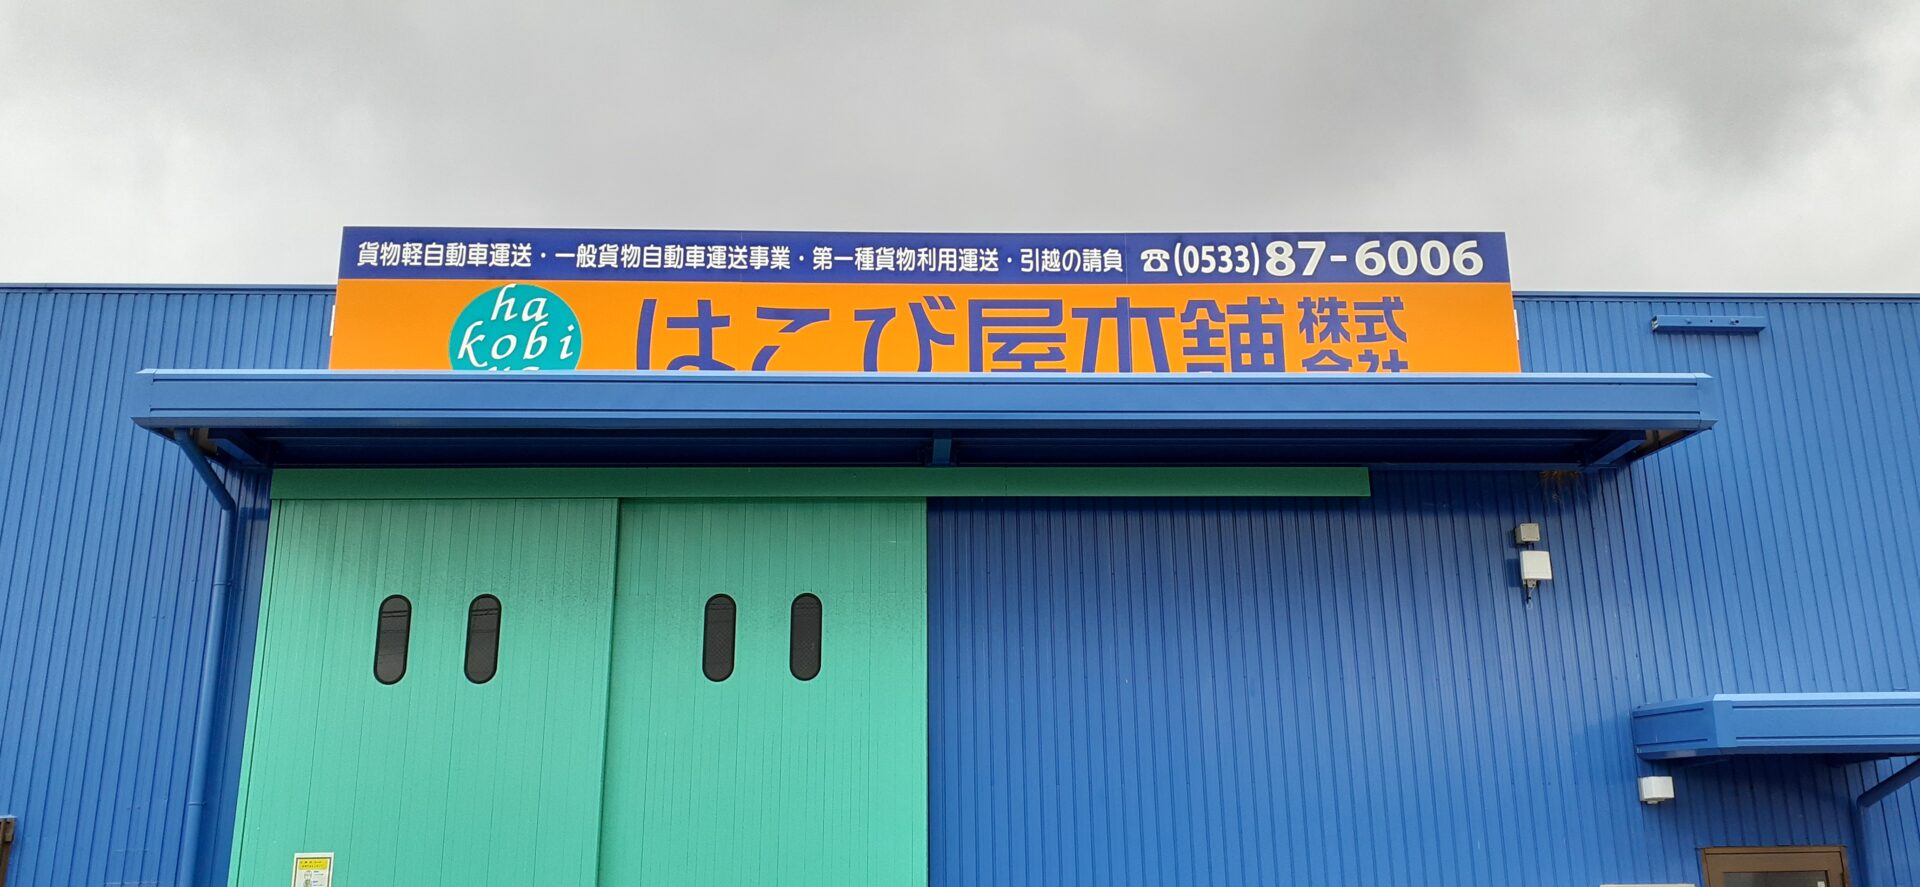 貨物軽自動車運送・一般貨物自動車運送事業・第一種貨物利用運送・引越の請負 ☎(0533)87-6006
ha
kobi
はこび屋本舗 株式
会社